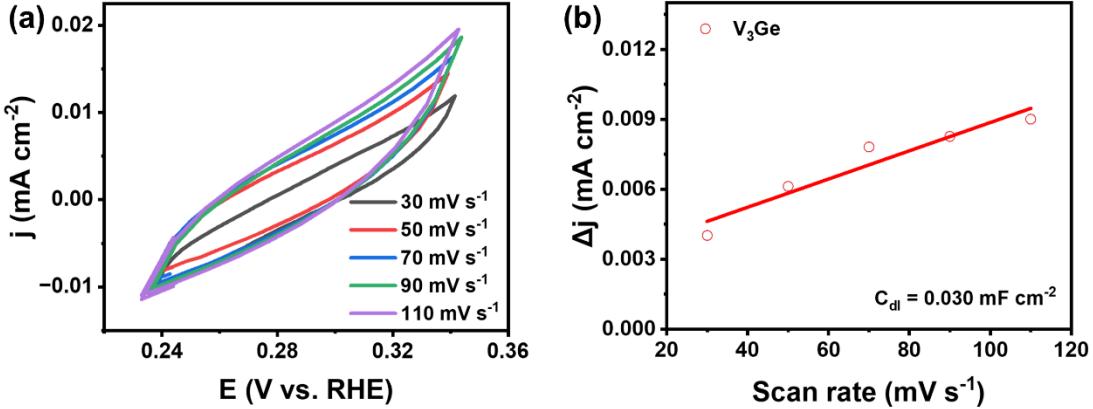 (a)
0.02
0.01
0.00
−0.01
j (mA cm⁻²)
30 mV s⁻¹
50 mV s⁻¹
70 mV s⁻¹
90 mV s⁻¹
110 mV s⁻¹
0.24 0.28 0.32 0.36
E (V vs. RHE)
(b)
V₃Ge
0.012
0.009
0.006
0.003
0.000
Δj (mA cm⁻²)
C_dl = 0.030 mF cm⁻²
20 40 60 80 100 120
Scan rate (mV s⁻¹)